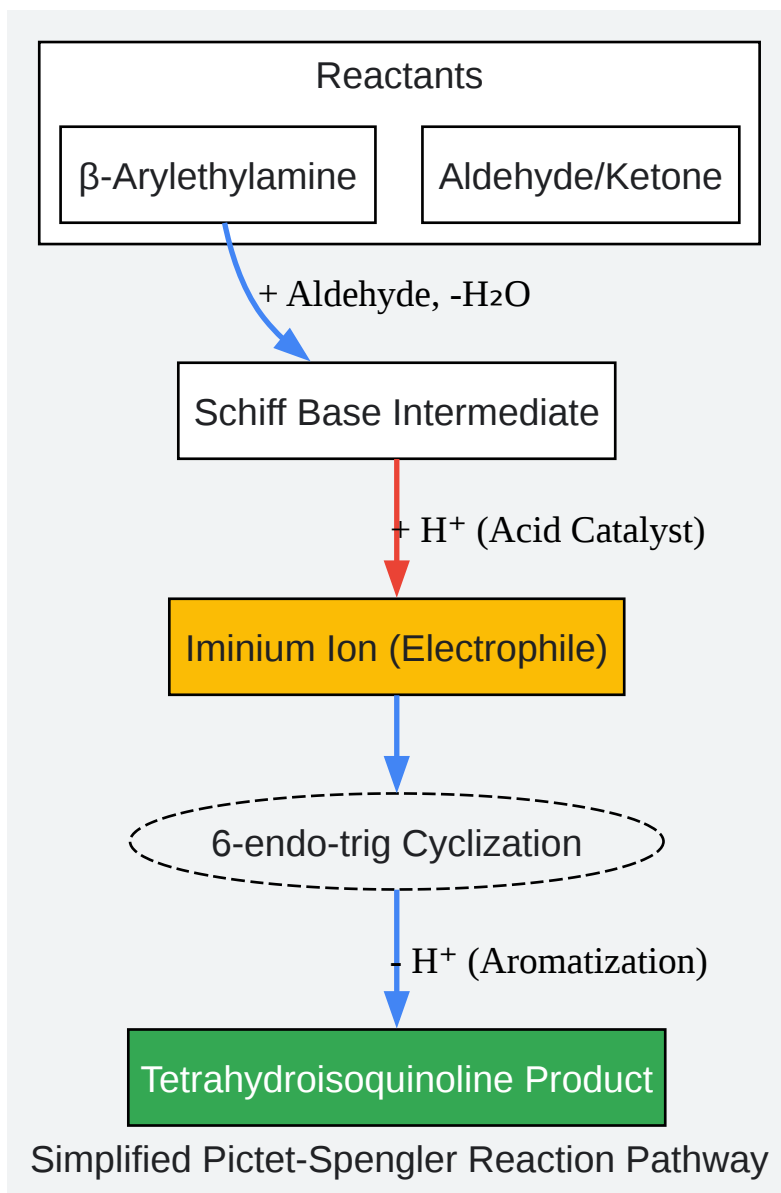 Reactants
β-Arylethylamine
Aldehyde/Ketone
+ Aldehyde, -H₂O
Schiff Base Intermediate
+ H⁺ (Acid Catalyst)
Iminium Ion (Electrophile)
6-endo-trig Cyclization
- H⁺ (Aromatization)
Tetrahydroisoquinoline Product
Simplified Pictet-Spengler Reaction Pathway